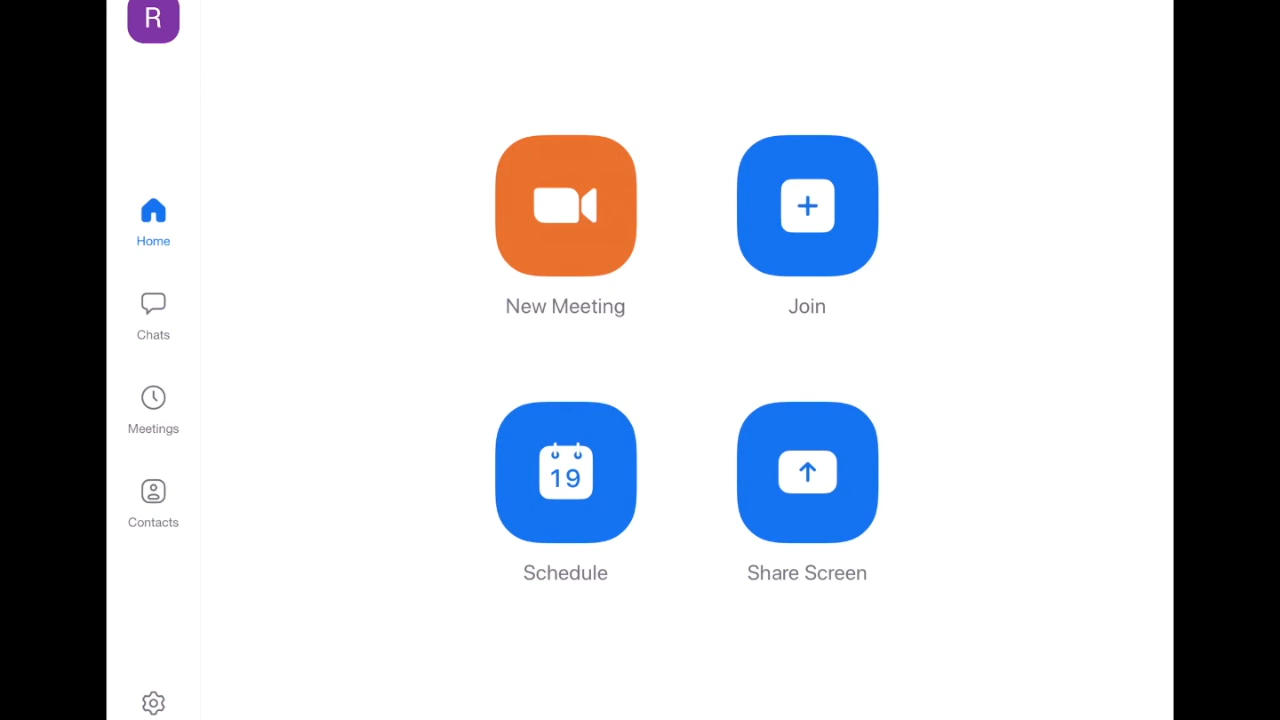 R
Home
Chats
Meetings
Contacts
New Meeting
Join
19
Schedule
Share Screen